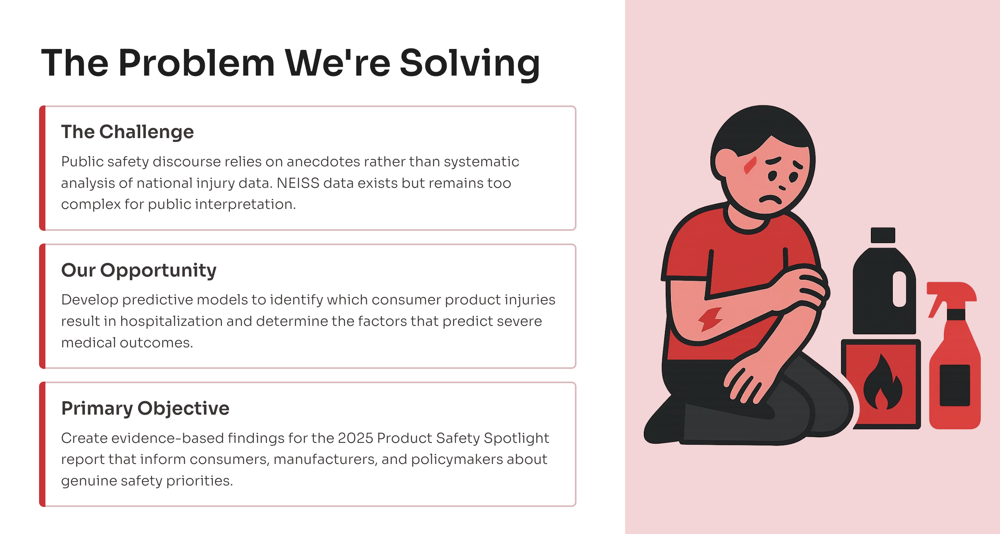 The Problem We're Solving
The Challenge
Public safety discourse relies on anecdotes rather than systematic
analysis of national injury data. NEISS data exists but remains too
complex for public interpretation.
Our Opportunity
Develop predictive models to identify which consumer product injuries
result in hospitalization and determine the factors that predict severe
medical outcomes.
Primary Objective
Create evidence-based findings for the 2025 Product Safety Spotlight
report that inform consumers, manufacturers, and policymakers about
genuine safety priorities.